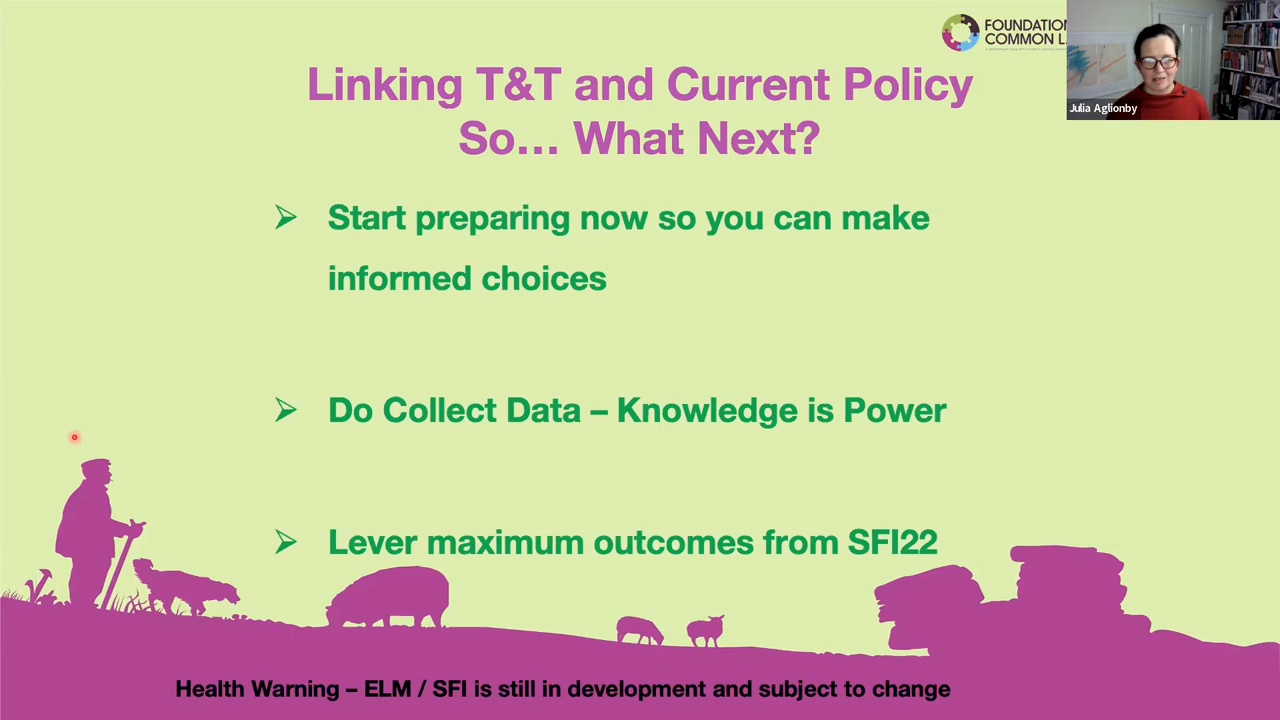 FOUNDATION
COMMON L
Julia Aglionby
Linking T&T and Current Policy
So... What Next?
➢ Start preparing now so you can make
informed choices
➢ Do Collect Data – Knowledge is Power
➢ Lever maximum outcomes from SFI22
Health Warning – ELM / SFI is still in development and subject to change